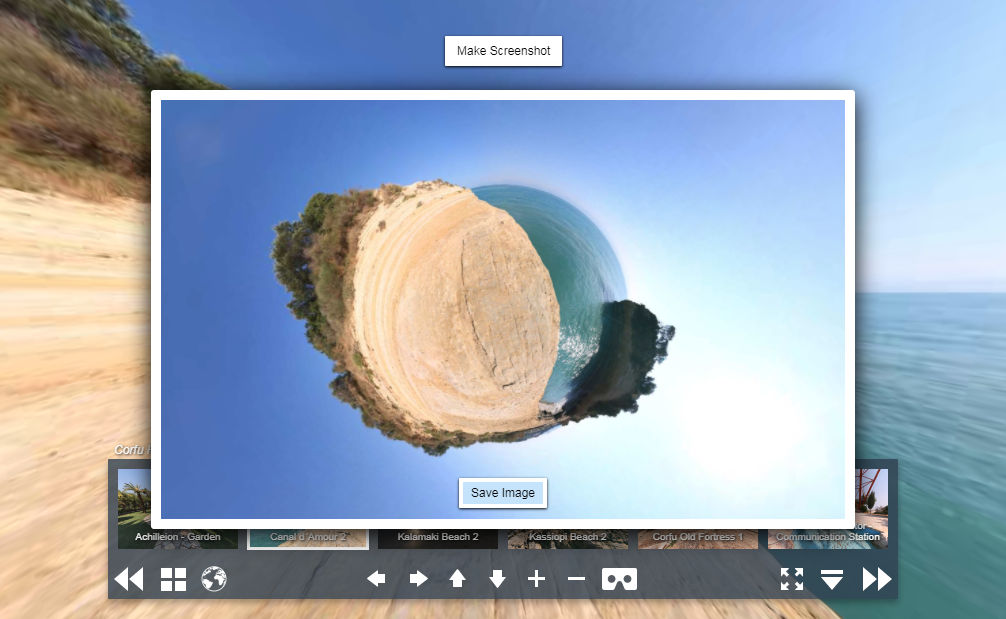 Make Screenshot
Save Image
Corfu
Achilleion - Garden
Canal d´Amour 2
Kalamaki Beach 2
Kassiopi Beach 2
Corfu Old Fortress 1
Communication Station